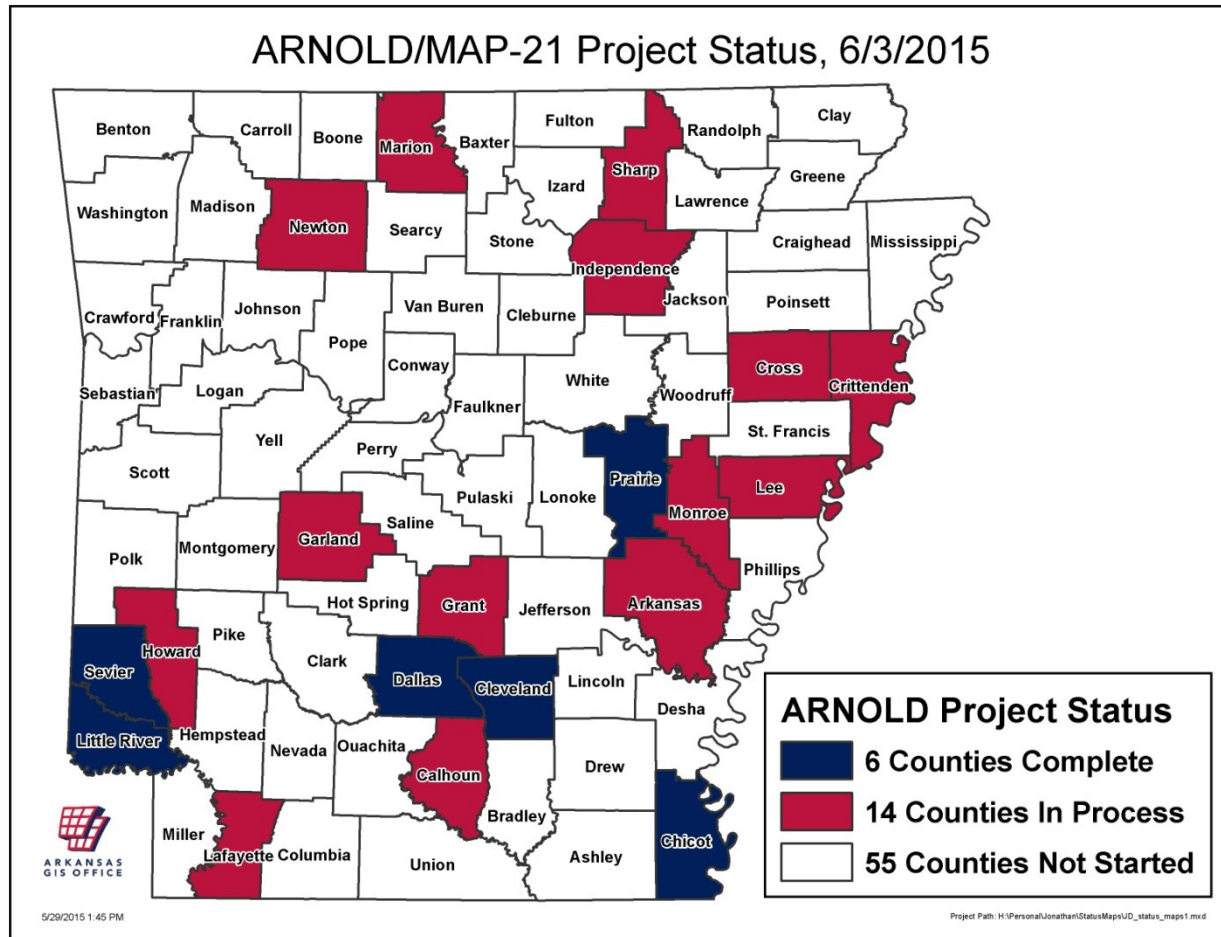 ARNOLD/MAP-21 Project Status, 6/3/2015
Benton
Carroll
Boone
Marion
Baxter
Fulton
Sharp
Randolph
Clay
Washington
Madison
Newton
Searcy
Stone
Izard
Lawrence
Greene
Independence
Craighead
Mississippi
Crawford
Franklin
Johnson
Pope
Van Buren
Cleburne
Jackson
Poinsett
Sebastian
Logan
Conway
Faulkner
White
Woodruff
Cross
Crittenden
Scott
Yell
Perry
Pulaski
Lonoke
Prairie
St. Francis
Monroe
Lee
Polk
Montgomery
Garland
Saline
Hot Spring
Grant
Jefferson
Arkansas
Phillips
Sevier
Howard
Pike
Clark
Dallas
Cleveland
Lincoln
Desha
Little River
Hempstead
Nevada
Ouachita
Calhoun
Bradley
Drew
Chicot
Miller
Lafayette
Columbia
Union
Ashley
ARNOLD Project Status
6 Counties Complete
14 Counties In Process
55 Counties Not Started
ARKANSAS
GIS OFFICE
5/29/2015 1:45 PM
Project Path: H:\Personal\Jonathan\StatusMaps\JD_status_maps1.mxd